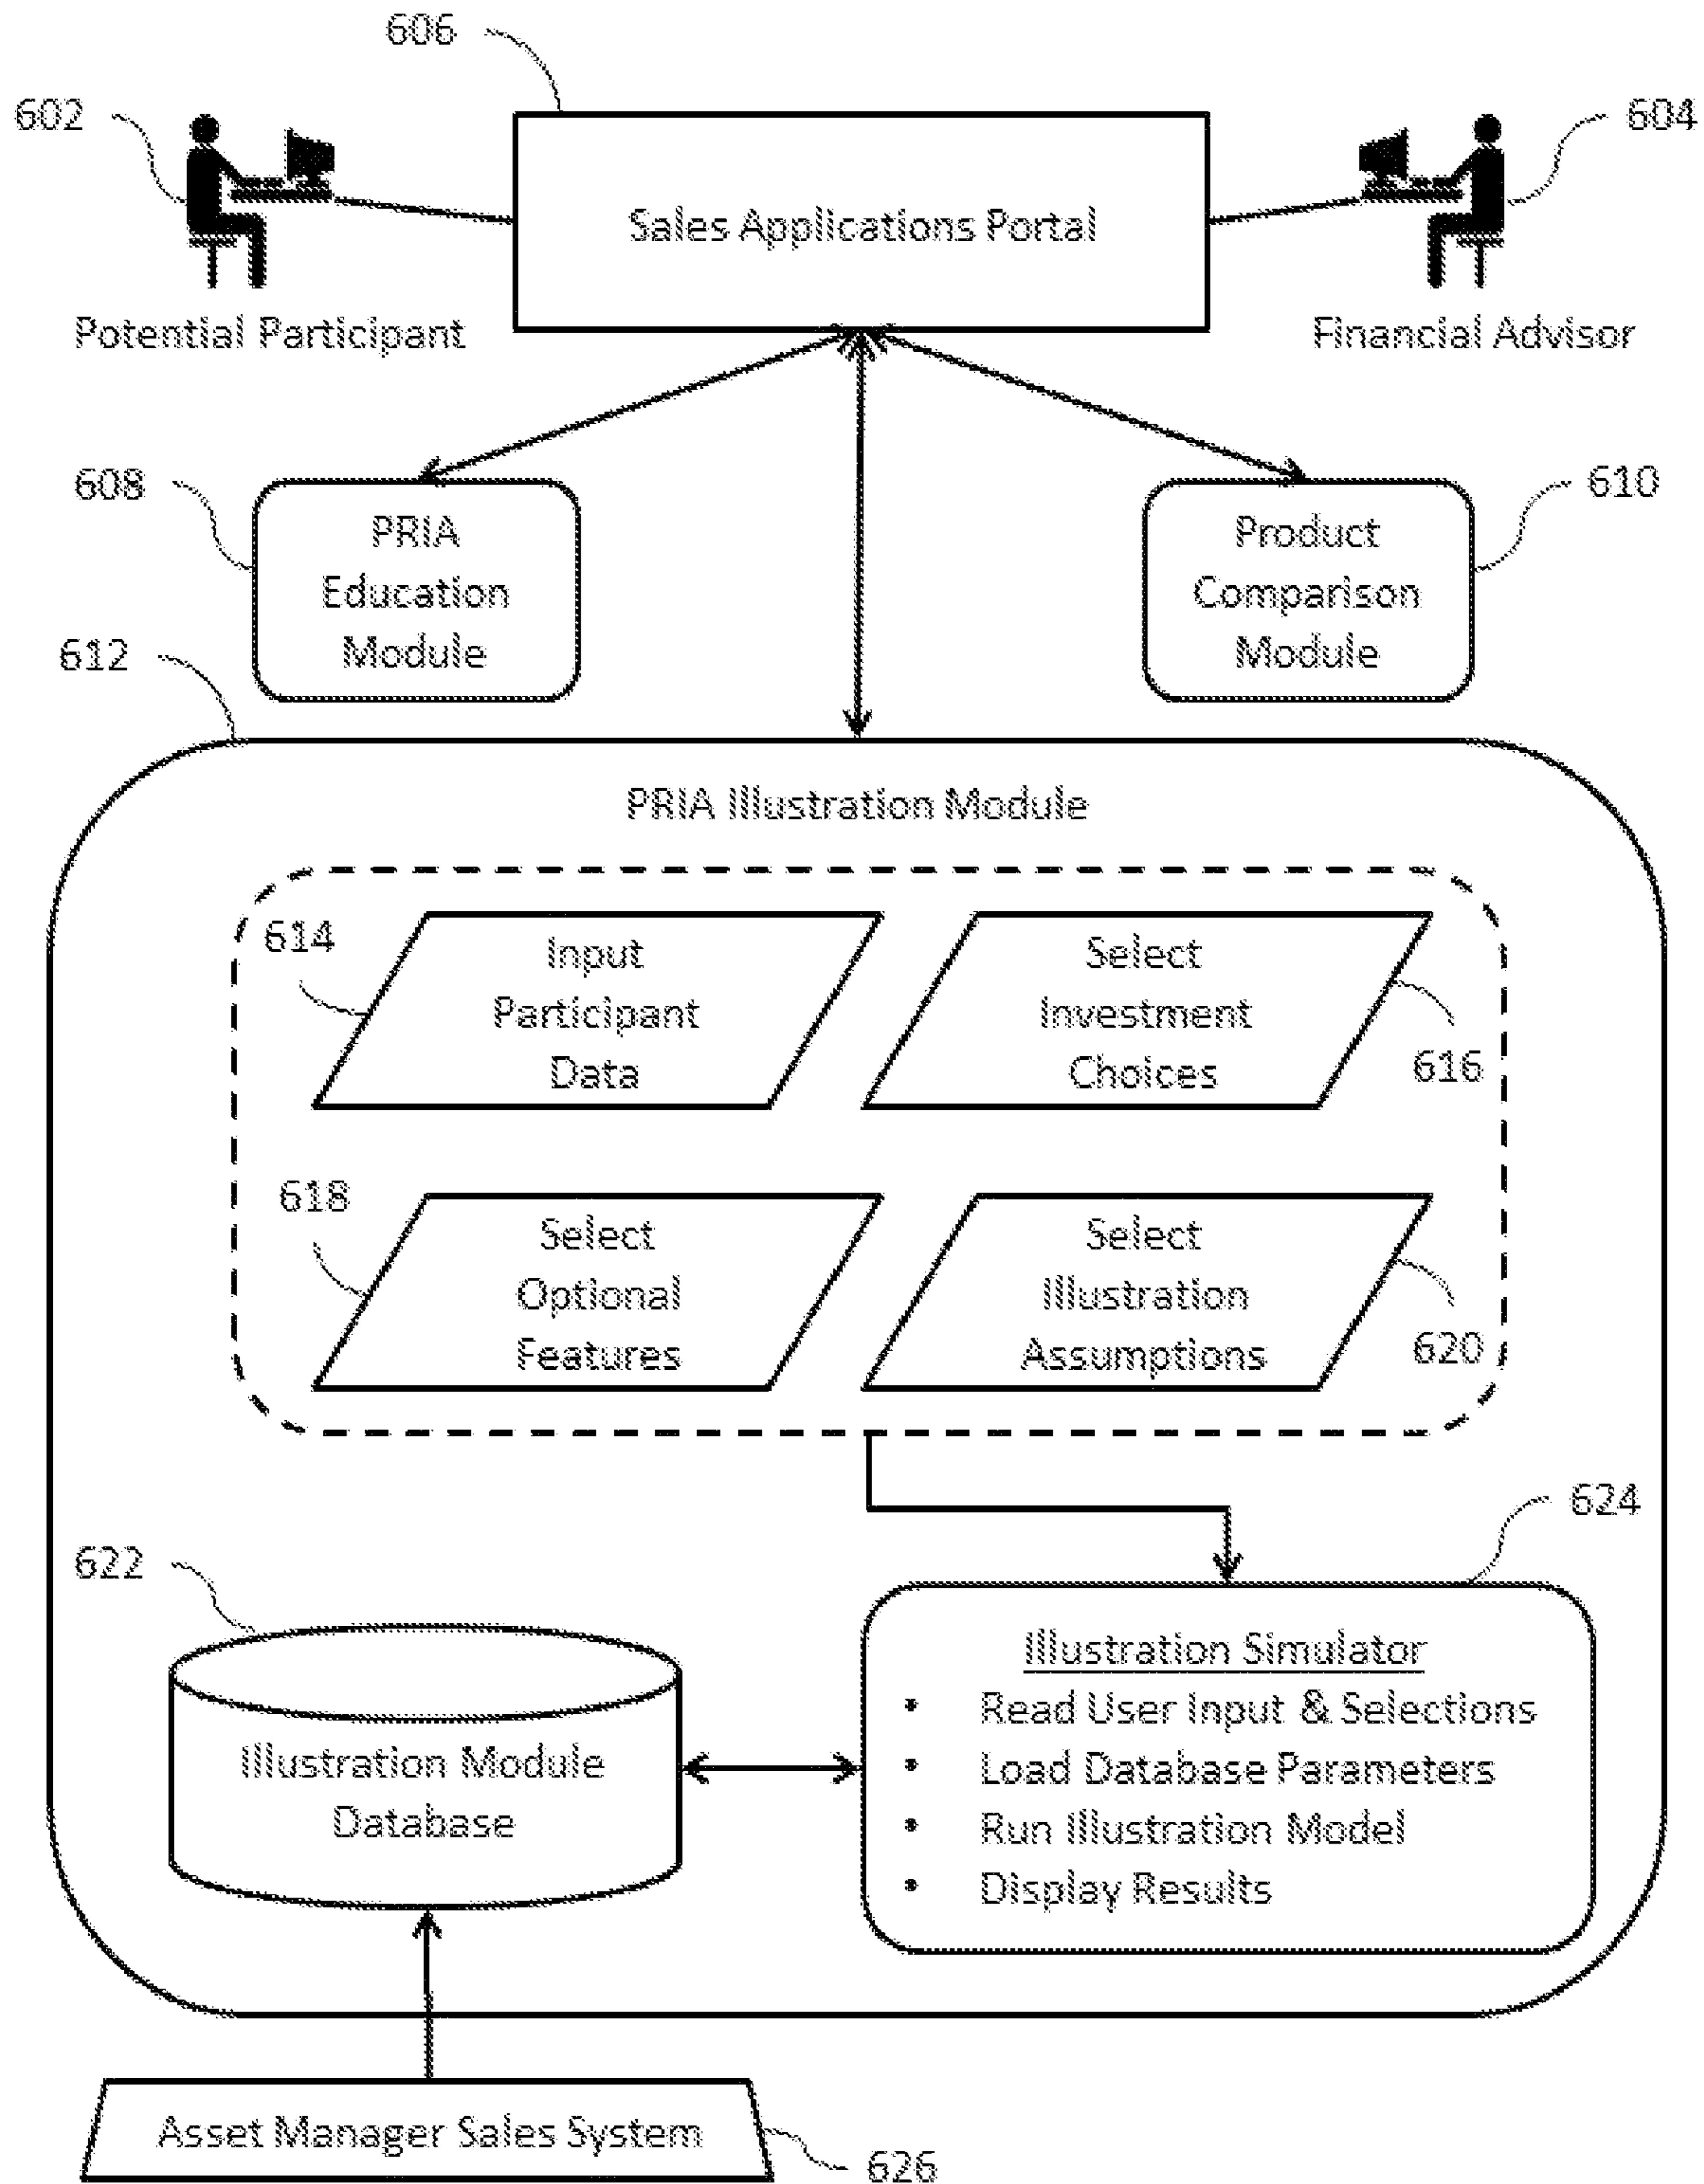 606
602
604
Sales Applications Portal
Potential Participant
Financial Advisor
608
610
PRIA
Education
Module
Product
Comparison
Module
612
PRIA Illustration Module
614
Input
Participant
Data
Select
Investment
Choices
616
618
Select
Optional
Features
Select
Illustration
Assumptions
620
624
622
Illustration Module
Database
Illustration Simulator
• Read User Input & Selections
• Load Database Parameters
• Run Illustration Model
• Display Results
Asset Manager Sales System
626